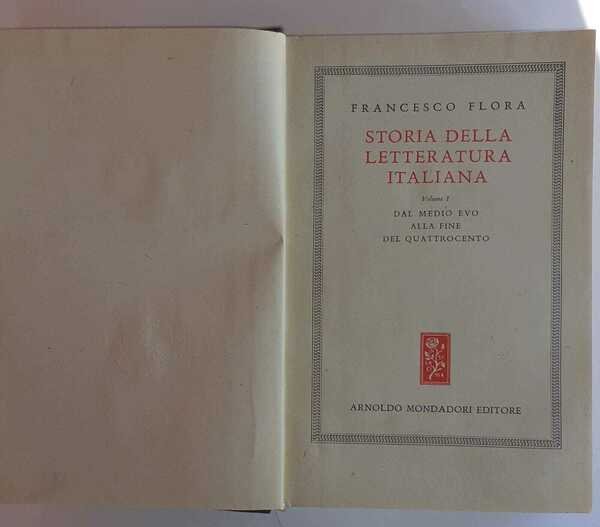 FRANCESCO FLORA
STORIA DELLA
LETTERATURA
ITALIANA
Volume I
DAL MEDIO EVO
ALLA FINE
DEL QUATTROCENTO
ARNOLDO MONDADORI EDITORE